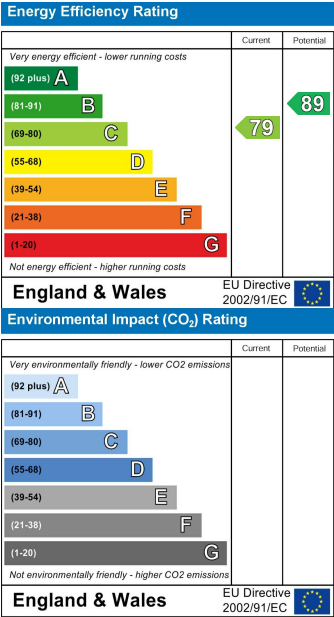 Energy Efficiency Rating
Current Potential
Very energy efficient - lower running costs
(92 plus) A
(81-91) B
(69-80) C
(55-68) D
(39-54) E
(21-38) F
(1-20) G
79
89
Not energy efficient - higher running costs
England & Wales
EU Directive
2002/91/EC
Environmental Impact (CO₂) Rating
Current Potential
Very environmentally friendly - lower CO2 emissions
(92 plus) A
(81-91) B
(69-80) C
(55-68) D
(39-54) E
(21-38) F
(1-20) G
Not environmentally friendly - higher CO2 emissions
England & Wales
EU Directive
2002/91/EC